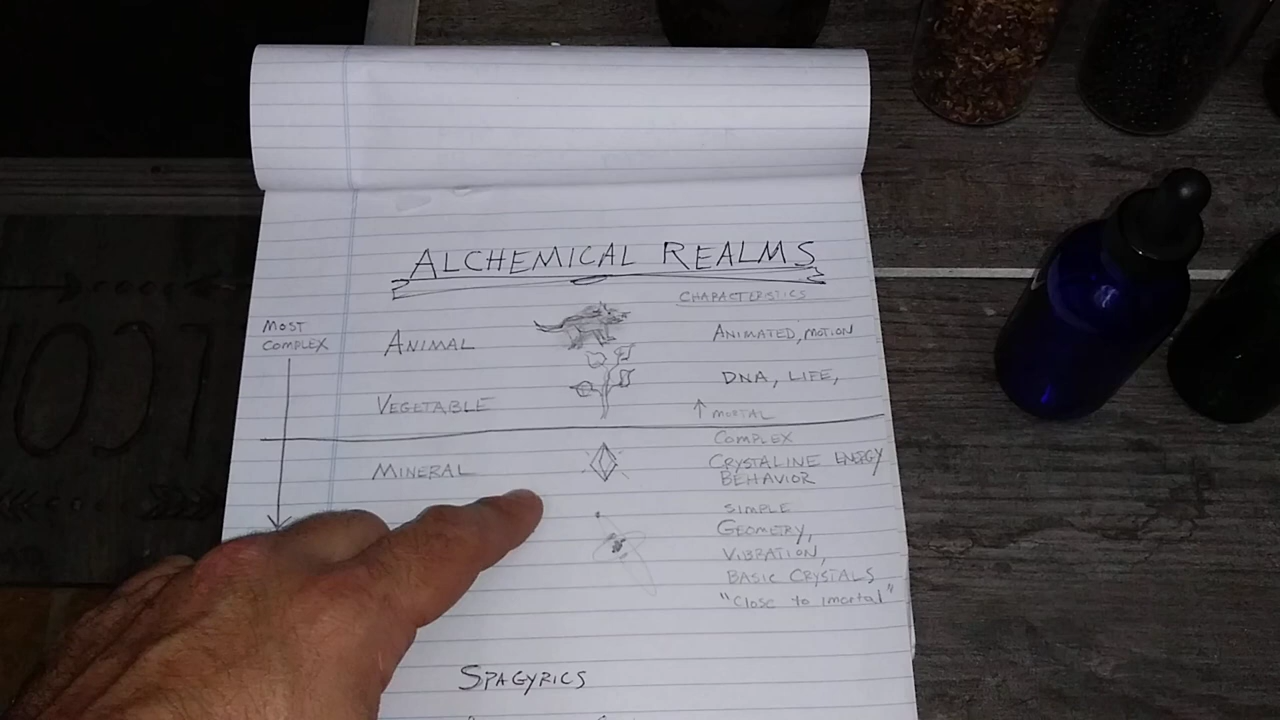 ALCHEMICAL REALMS
CHARACTERISTICS
MOST
COMPLEX
ANIMAL
ANIMATED, MOTION
VEGETABLE
DNA, LIFE,
↑ MORTAL
MINERAL
COMPLEX
CRYSTALINE ENERGY
BEHAVIOR
SIMPLE
GEOMETRY,
VIBRATION,
BASIC CRYSTALS
"Close to imortal"
SPAGYRICS